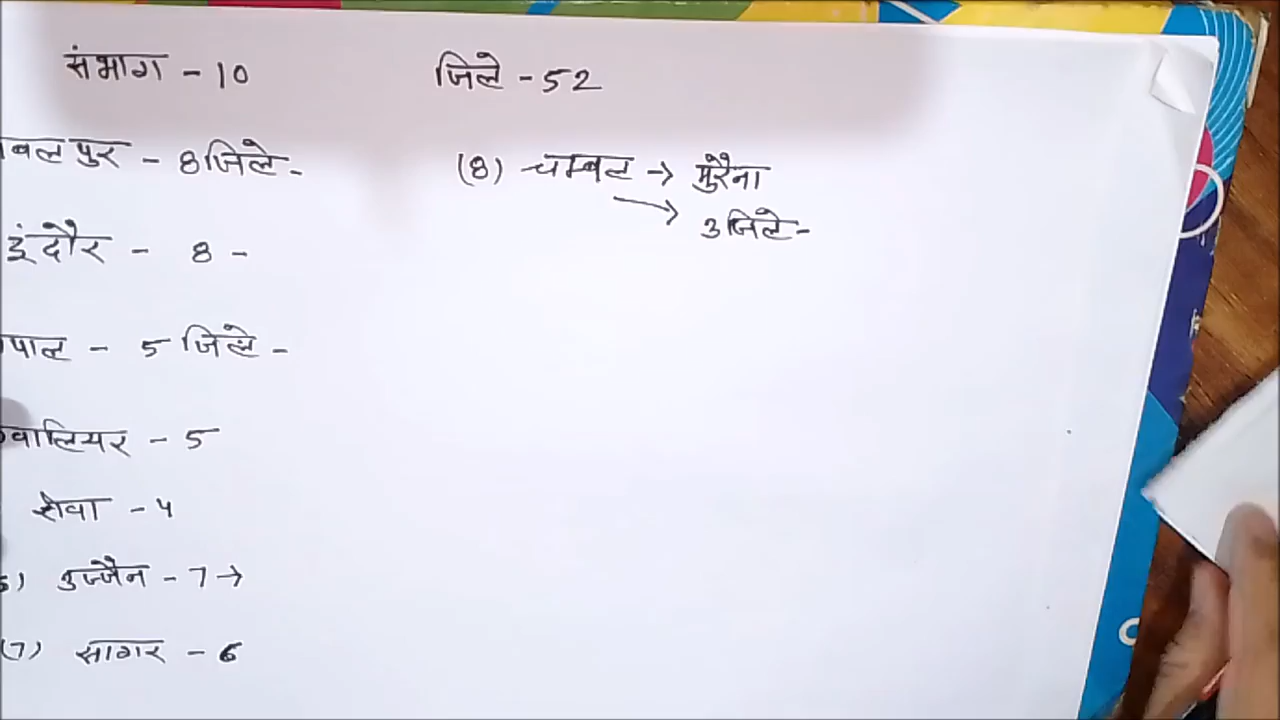 संभाग - 10
जिले - 52
बलपुर - 8 जिले -
इंदौर - 8 -
पाल - 5 जिले -
वालियर - 5
रीवा - 4
) उज्जैन - 7 →
(7) सागर - 6
(8) चम्बल → मुरैना
→ 3 जिले -